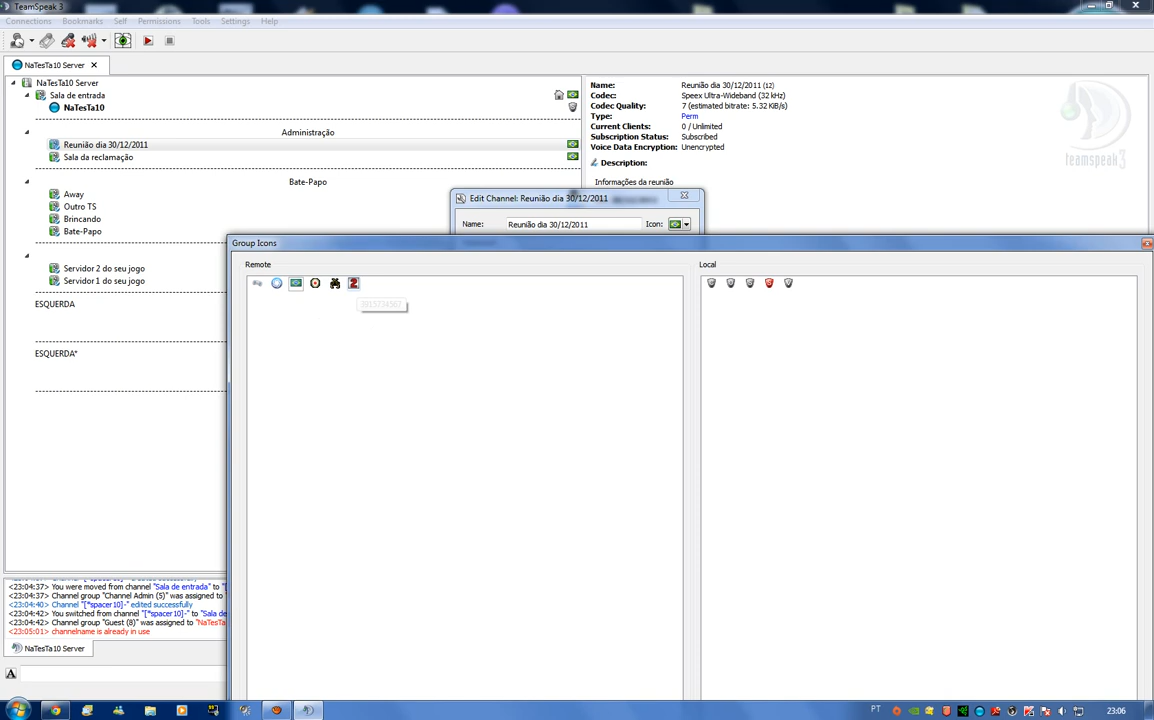 TeamSpeak 3
Connections Bookmarks Self Permissions Tools Settings Help
NaTesTa10 Server
NaTesTa10 Server
Sala de entrada
NaTesTa10
Administração
Reunião dia 30/12/2011
Sala da reclamação
Bate-Papo
Away
Outro TS
Brincando
Bate-Papo
Servidor 2 do seu jogo
Servidor 1 do seu jogo
ESQUERDA
ESQUERDA*
Name: Reunião dia 30/12/2011 (12)
Codec: Speex Ultra-Wideband (32 kHz)
Codec Quality: 7 (estimated bitrate: 5.32 KiB/s)
Type: Perm
Current Clients: 0 / Unlimited
Subscription Status: Subscribed
Voice Data Encryption: Unencrypted
Description:
Informações da reunião
teamspeak3
Edit Channel: Reunião dia 30/12/2011
Name: Reunião dia 30/12/2011 Icon:
Group Icons
Remote
Local
<23:04:37> You were moved from channel "Sala de entrada" to "[
<23:04:37> Channel group "Channel Admin (5)" was assigned to
<23:04:40> Channel "[*spacer10]-" edited successfully
<23:04:42> You switched from channel "[*spacer10]-" to "Sala de
<23:04:42> Channel group "Guest (8)" was assigned to "NaTesTa
<23:05:01> channelname is already in use
NaTesTa10 Server
A
PT
23:06